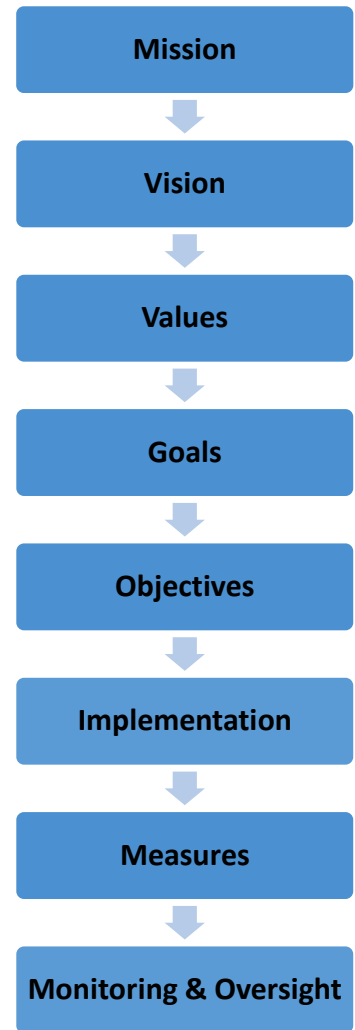 Mission
Vision
Values
Goals
Objectives
Implementation
Measures
Monitoring & Oversight